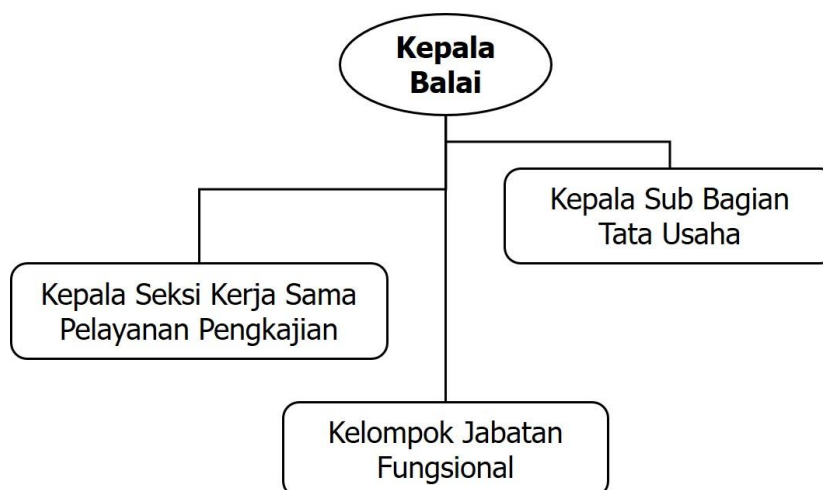 Kepala
Balai
Kepala Sub Bagian
Tata Usaha
Kepala Seksi Kerja Sama
Pelayanan Pengkajian
Kelompok Jabatan
Fungsional